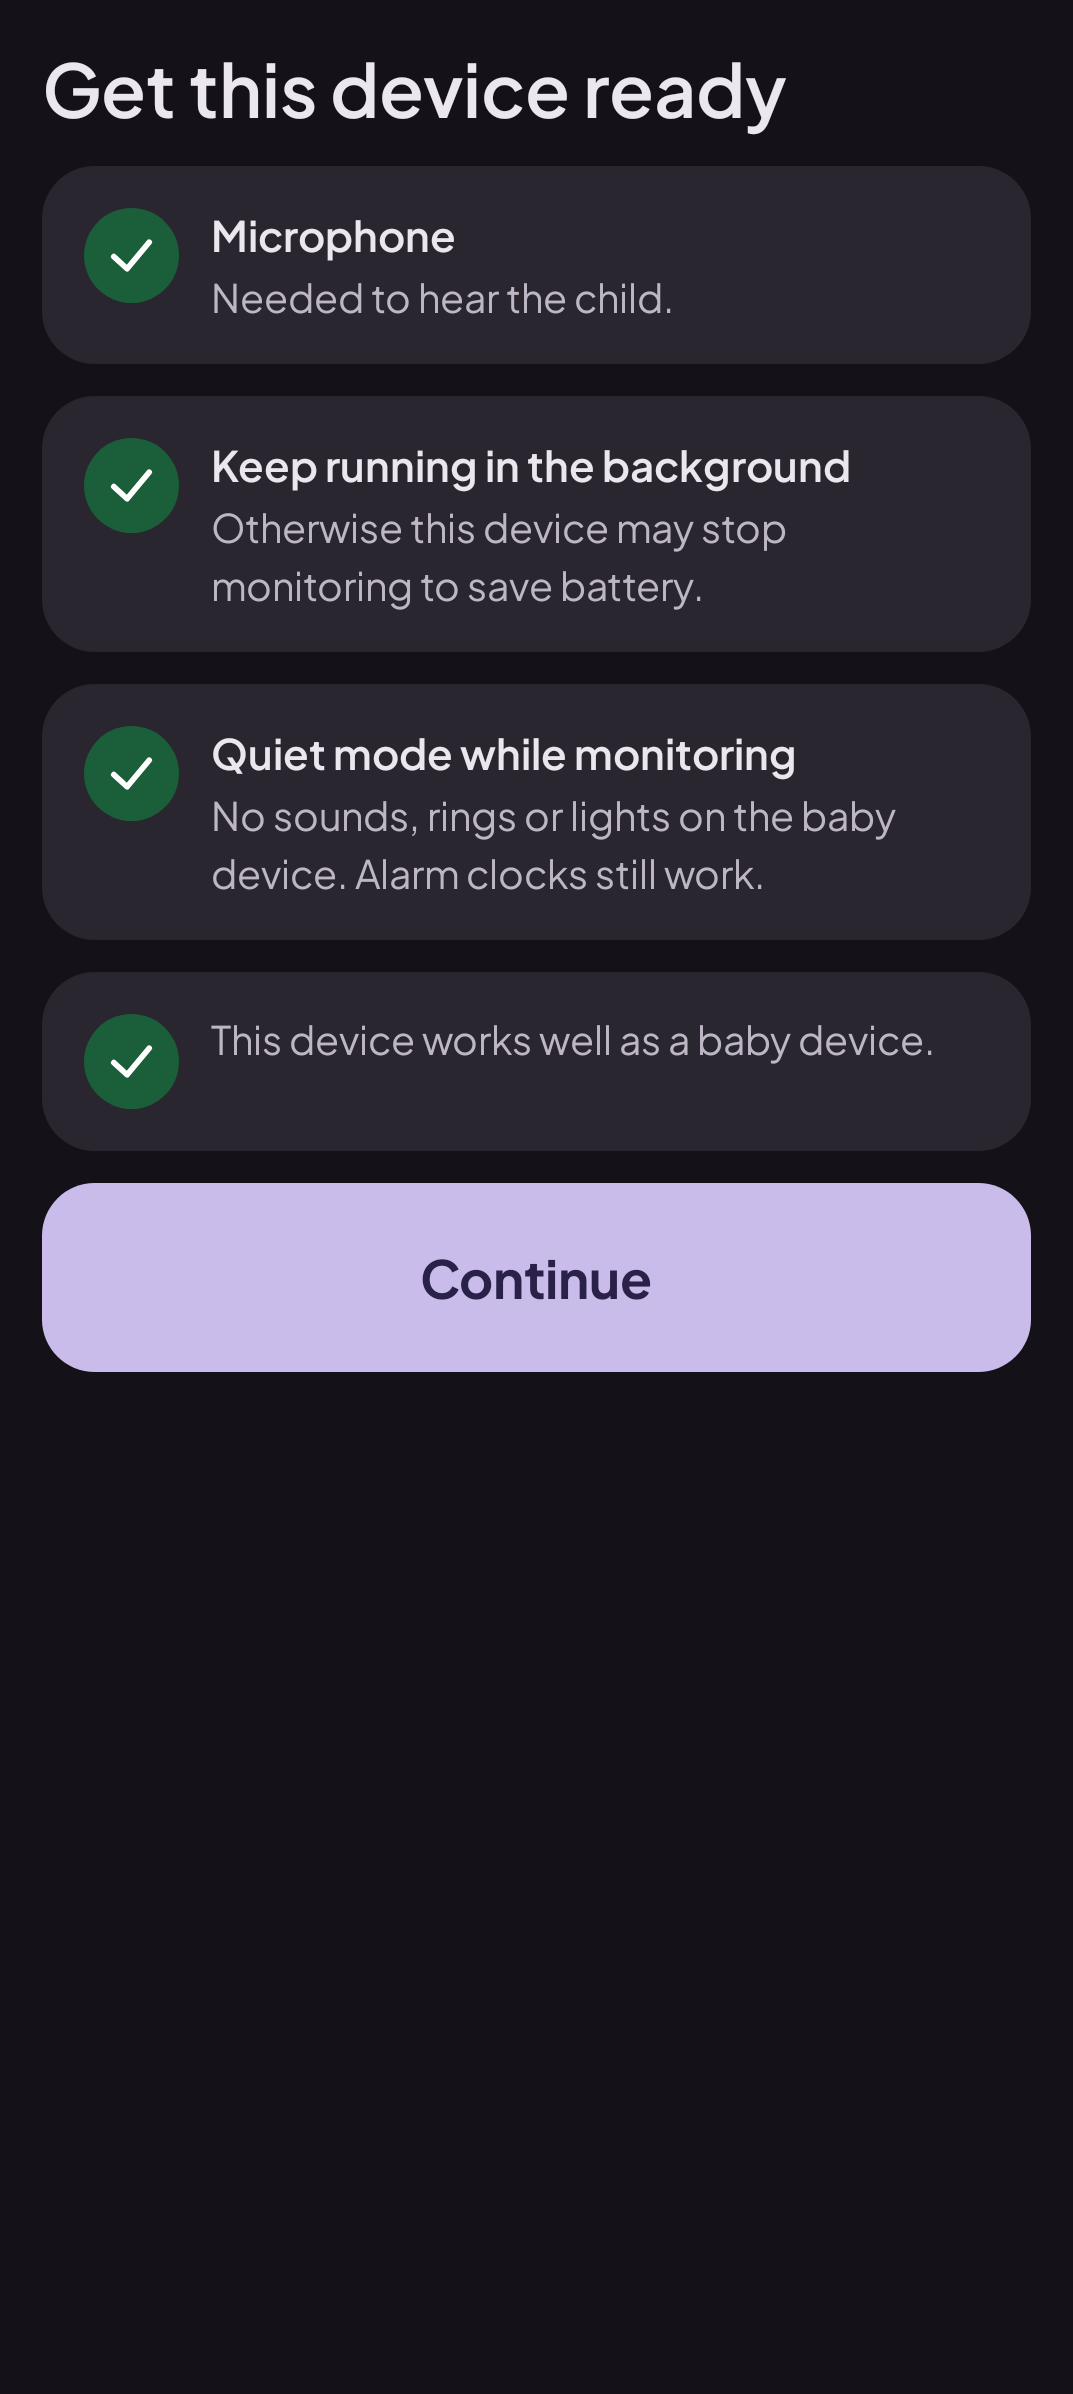 Get this device ready
Microphone
Needed to hear the child.
Keep running in the background
Otherwise this device may stop
monitoring to save battery.
Quiet mode while monitoring
No sounds, rings or lights on the baby
device. Alarm clocks still work.
This device works well as a baby device.
Continue